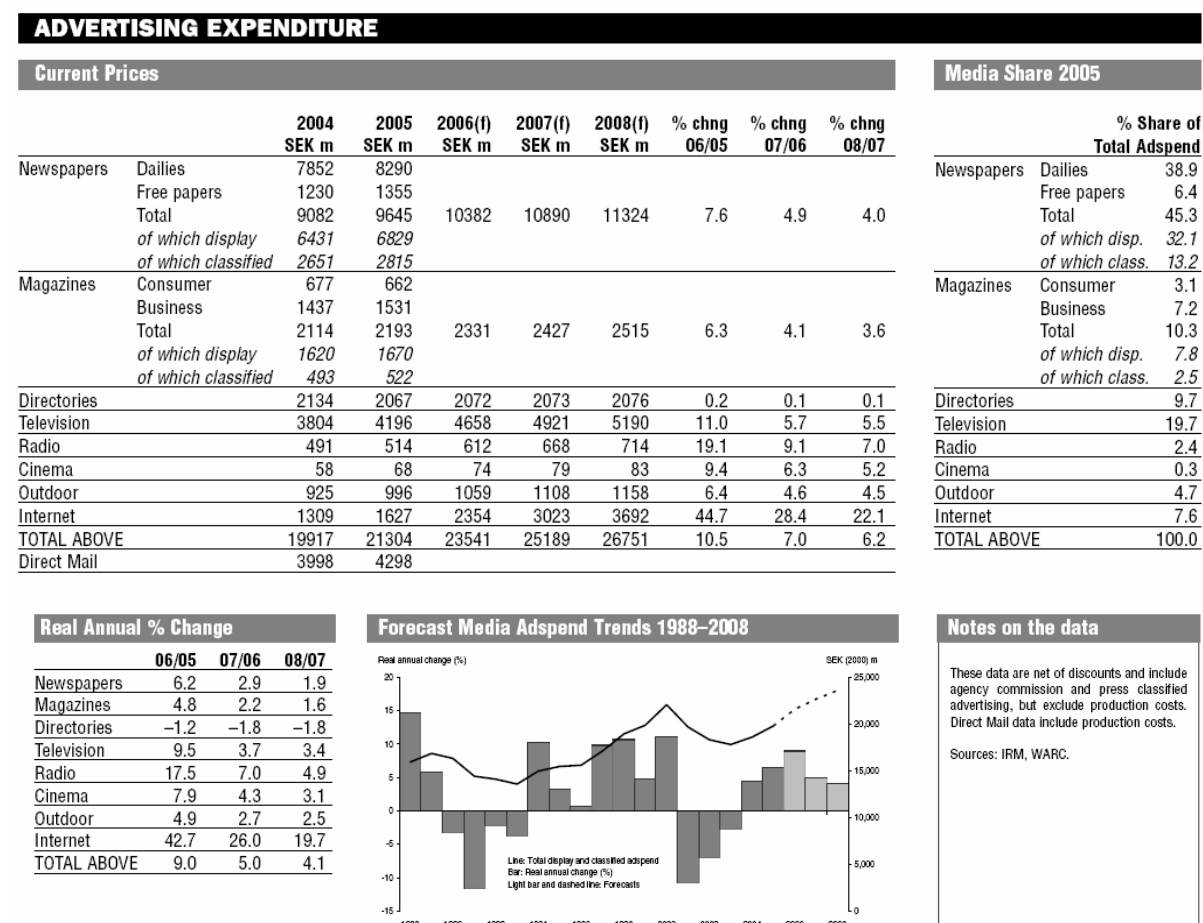 ADVERTISING EXPENDITURE
Current Prices
2004 2005 2006(f) 2007(f) 2008(f) % chng % chng % chng
SEK m SEK m SEK m SEK m SEK m 06/05 07/06 08/07
Newspapers Dailies 7852 8290
Free papers 1230 1355
Total 9082 9645 10382 10890 11324 7.6 4.9 4.0
of which display 6431 6829
of which classified 2651 2815
Magazines Consumer 677 662
Business 1437 1531
Total 2114 2193 2331 2427 2515 6.3 4.1 3.6
of which display 1620 1670
of which classified 493 522
Directories 2134 2067 2072 2073 2076 0.2 0.1 0.1
Television 3804 4196 4658 4921 5190 11.0 5.7 5.5
Radio 491 514 612 668 714 19.1 9.1 7.0
Cinema 58 68 74 79 83 9.4 6.3 5.2
Outdoor 925 996 1059 1108 1158 6.4 4.6 4.5
Internet 1309 1627 2354 3023 3692 44.7 28.4 22.1
TOTAL ABOVE 19917 21304 23541 25189 26751 10.5 7.0 6.2
Direct Mail 3998 4298
Media Share 2005
% Share of
Total Adspend
Newspapers Dailies 38.9
Free papers 6.4
Total 45.3
of which disp. 32.1
of which class. 13.2
Magazines Consumer 3.1
Business 7.2
Total 10.3
of which disp. 7.8
of which class. 2.5
Directories 9.7
Television 19.7
Radio 2.4
Cinema 0.3
Outdoor 4.7
Internet 7.6
TOTAL ABOVE 100.0
Real Annual % Change
06/05 07/06 08/07
Newspapers 6.2 2.9 1.9
Magazines 4.8 2.2 1.6
Directories –1.2 –1.8 –1.8
Television 9.5 3.7 3.4
Radio 17.5 7.0 4.9
Cinema 7.9 4.3 3.1
Outdoor 4.9 2.7 2.5
Internet 42.7 26.0 19.7
TOTAL ABOVE 9.0 5.0 4.1
Forecast Media Adspend Trends 1988–2008
Real annual change (%) SEK (2000) m
20 25,000
15 20,000
10
5 15,000
0 10,000
-5
-10 5,000
-15 0
Line: Total display and classified adspend
Bar: Real annual change (%)
Light bar and dashed line: Forecasts
Notes on the data
These data are net of discounts and include
agency commission and press classified
advertising, but exclude production costs.
Direct Mail data include production costs.
Sources: IRM, WARC.